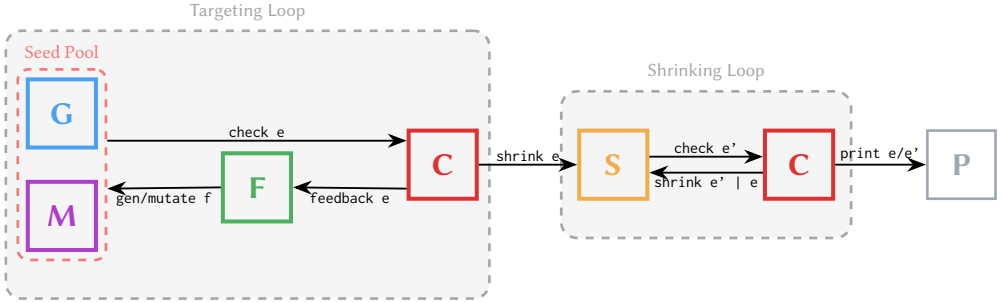 Targeting Loop
Seed Pool
G
M
check e
F
gen/mutate f
feedback e
C
shrink e
Shrinking Loop
S
check e'
shrink e' | e
C
print e/e'
P